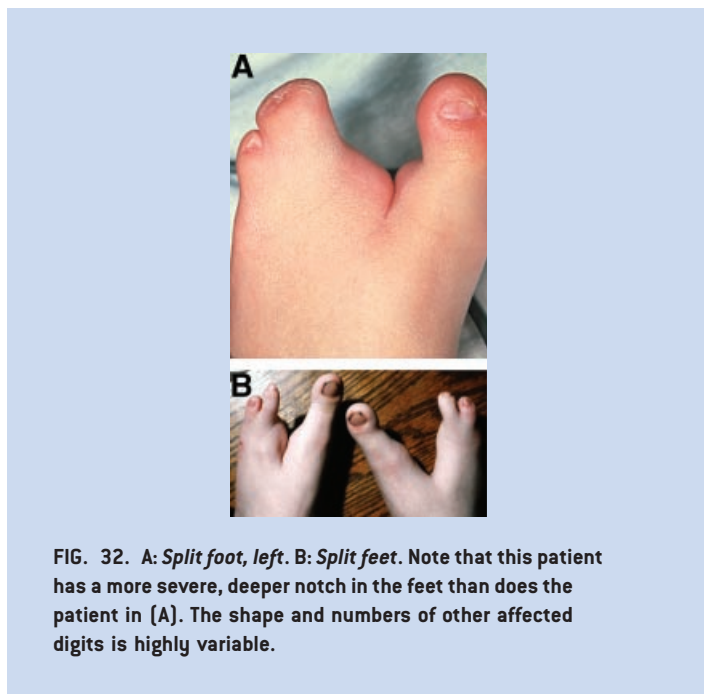 A
B
FIG. 32. A: Split foot, left. B: Split feet. Note that this patient
has a more severe, deeper notch in the feet than does the
patient in (A). The shape and numbers of other affected
digits is highly variable.